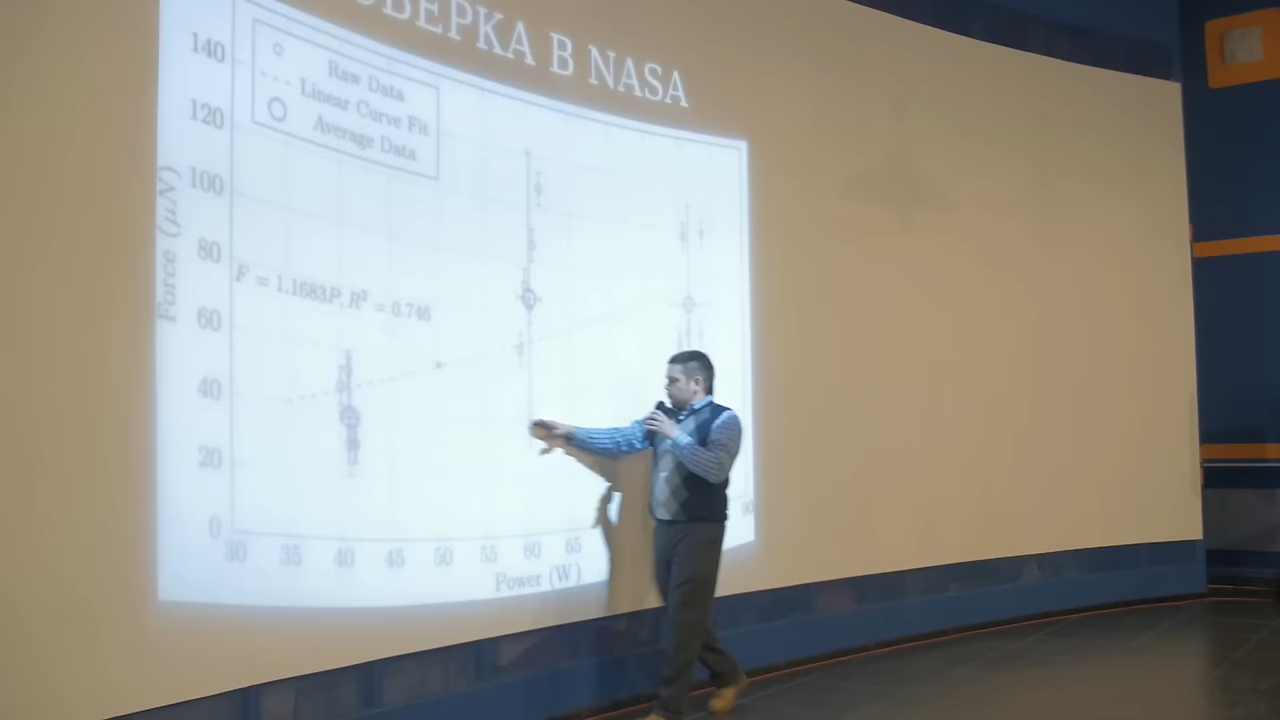 ОВЕРКА В NASA
140
120
100
80
60
40
20
0
Force (μN)
Raw Data
Linear Curve Fit
Average Data
F = 1.1683P, R² = 0.746
30 35 40 45 50 55 60 65 90
Power (W)